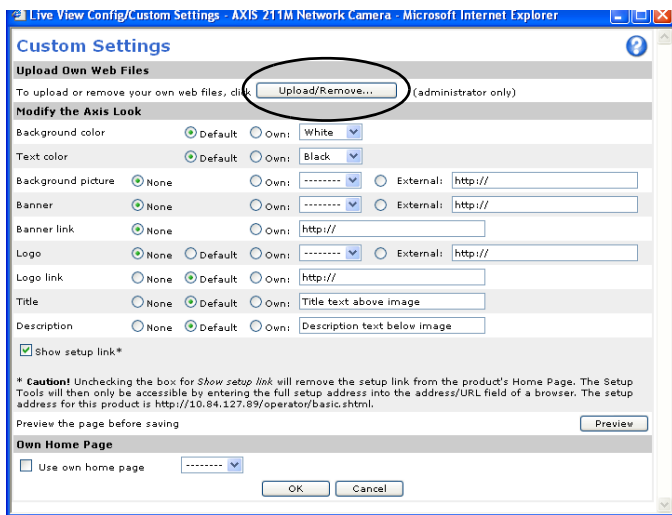 Live View Config/Custom Settings - AXIS 211M Network Camera - Microsoft Internet Explorer
Custom Settings ?
Upload Own Web Files
To upload or remove your own web files, click Upload/Remove... (administrator only)
Modify the Axis Look
Background color Default Own: White
Text color Default Own: Black
Background picture None Own: -------- External: http://
Banner None Own: -------- External: http://
Banner link None Own: http://
Logo None Default Own: -------- External: http://
Logo link None Default Own: http://
Title None Default Own: Title text above image
Description None Default Own: Description text below image
Show setup link*
* Caution! Unchecking the box for Show setup link will remove the setup link from the product's Home Page. The Setup
Tools will then only be accessible by entering the full setup address into the address/URL field of a browser. The setup
address for this product is http://10.84.127.89/operator/basic.shtml.
Preview the page before saving Preview
Own Home Page
Use own home page --------
OK Cancel